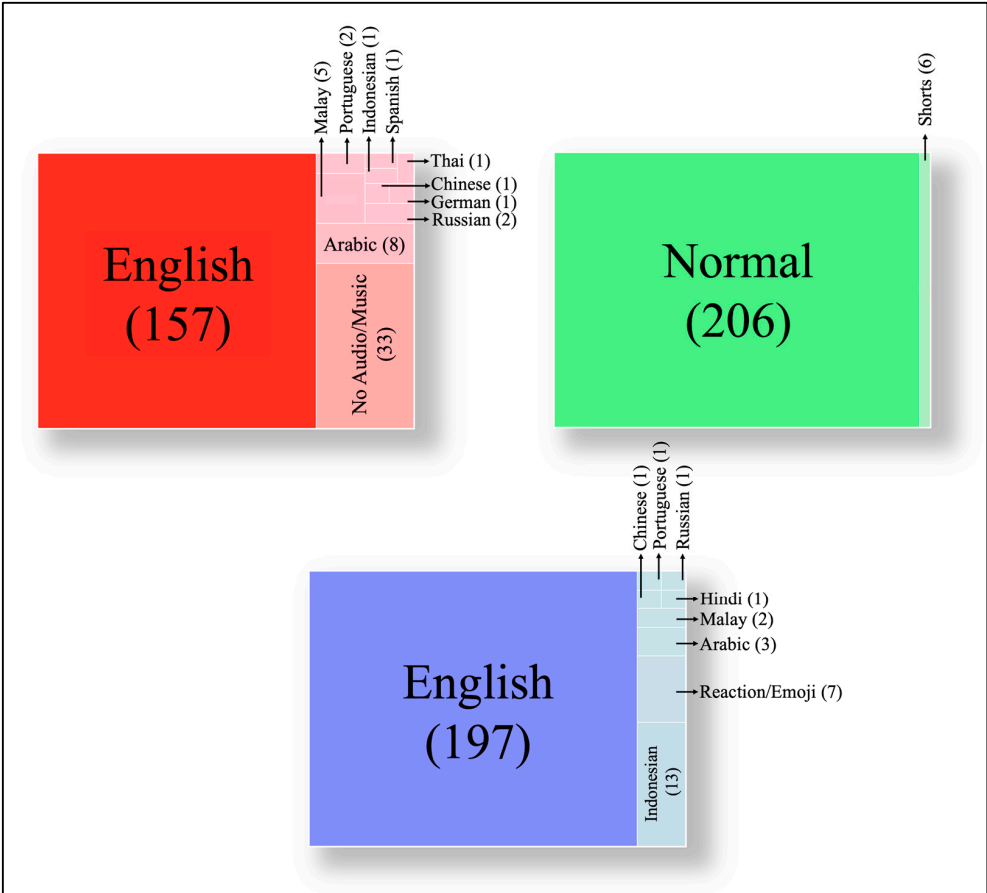 Malay (5)
Portuguese (2)
Indonesian (1)
Spanish (1)
Thai (1)
Chinese (1)
German (1)
Russian (2)
Arabic (8)
English
(157)
No Audio/Music
(33)
Shorts (6)
Normal
(206)
Chinese (1)
Portuguese (1)
Russian (1)
Hindi (1)
Malay (2)
Arabic (3)
Reaction/Emoji (7)
English
(197)
Indonesian
(13)